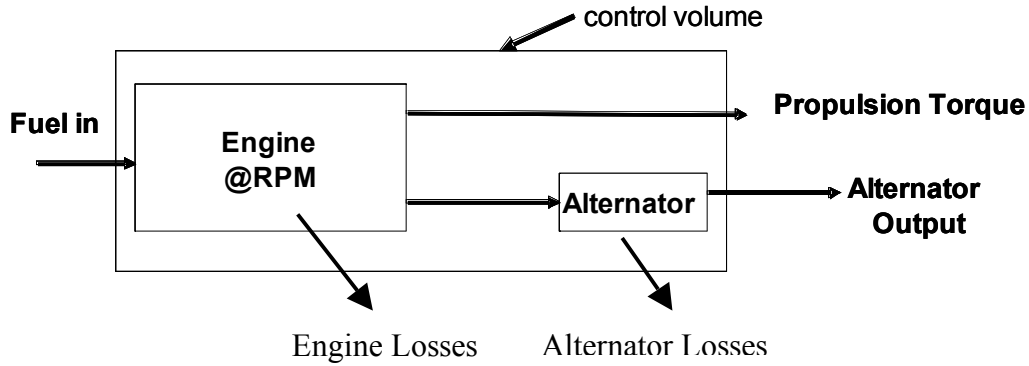 control volume
Fuel in
Engine
@RPM
Propulsion Torque
Alternator
Alternator
Output
Engine Losses
Alternator Losses